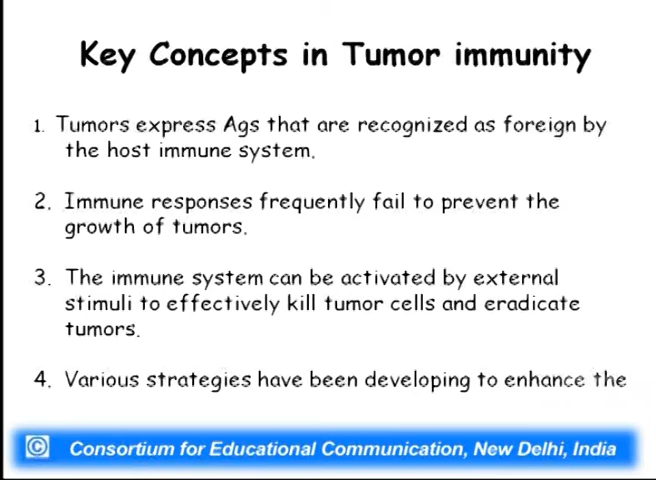 Key Concepts in Tumor immunity
1. Tumors express Ags that are recognized as foreign by
the host immune system.
2. Immune responses frequently fail to prevent the
growth of tumors.
3. The immune system can be activated by external
stimuli to effectively kill tumor cells and eradicate
tumors.
4. Various strategies have been developing to enhance the
© Consortium for Educational Communication, New Delhi, India